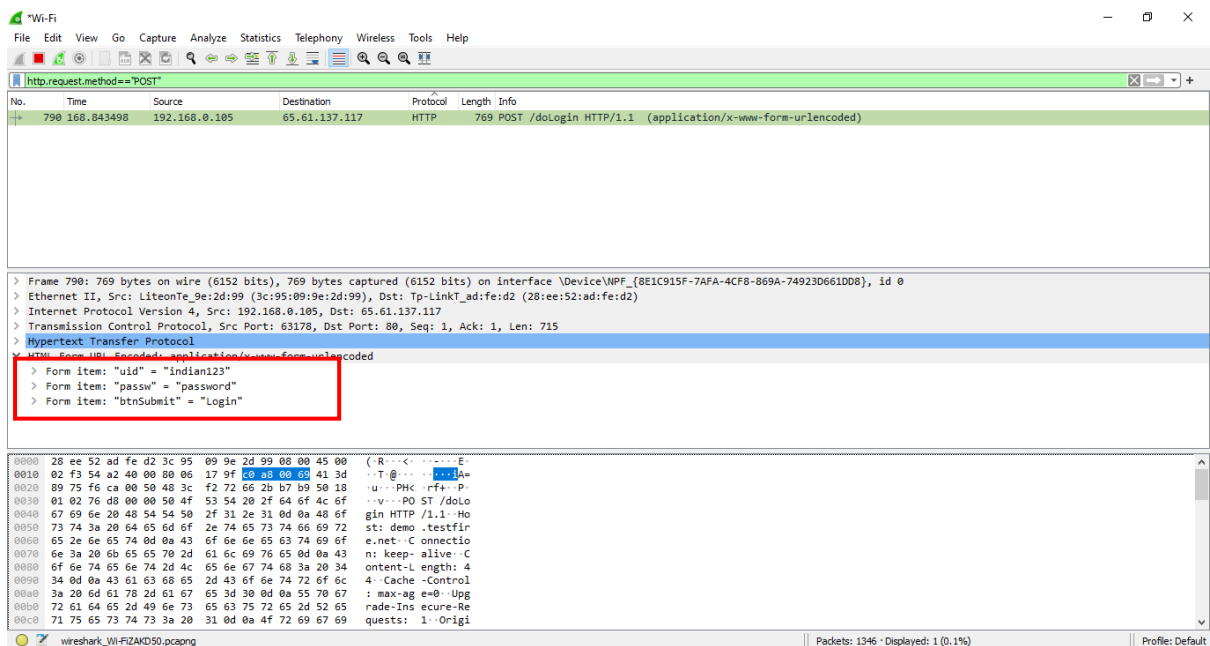 *Wi-Fi
File Edit View Go Capture Analyze Statistics Telephony Wireless Tools Help
http.request.method=="POST"
No. Time Source Destination Protocol Length Info
790 168.843498 192.168.0.105 65.61.137.117 HTTP 769 POST /doLogin HTTP/1.1 (application/x-www-form-urlencoded)
> Frame 790: 769 bytes on wire (6152 bits), 769 bytes captured (6152 bits) on interface \Device\NPF_{8E1C915F-7AFA-4CF8-869A-74923D661DD8}, id 0
> Ethernet II, Src: LiteonTe_9e:2d:99 (3c:95:09:9e:2d:99), Dst: Tp-LinkT_ad:fe:d2 (28:ee:52:ad:fe:d2)
> Internet Protocol Version 4, Src: 192.168.0.105, Dst: 65.61.137.117
> Transmission Control Protocol, Src Port: 63178, Dst Port: 80, Seq: 1, Ack: 1, Len: 715
> Hypertext Transfer Protocol
HTML Form URL Encoded: application/x-www-form-urlencoded
> Form item: "uid" = "indian123"
> Form item: "passw" = "password"
> Form item: "btnSubmit" = "Login"
0000 28 ee 52 ad fe d2 3c 95 09 9e 2d 99 08 00 45 00 (·R···<· ··-···E·
0010 02 f3 54 a2 40 00 80 06 17 9f c0 a8 00 69 41 3d ··T·@··· ·····iA=
0020 89 75 f6 ca 00 50 48 3c f2 72 66 2b b7 b9 50 18 ·u···PH< ·rf+··P·
0030 01 02 76 d8 00 00 50 4f 53 54 20 2f 64 6f 4c 6f ··v···PO ST /doLo
0040 67 69 6e 20 48 54 54 50 2f 31 2e 31 0d 0a 48 6f gin HTTP /1.1··Ho
0050 73 74 3a 20 64 65 6d 6f 2e 74 65 73 74 66 69 72 st: demo .testfir
0060 65 2e 6e 65 74 0d 0a 43 6f 6e 6e 65 63 74 69 6f e.net··C onnectio
0070 6e 3a 20 6b 65 65 70 2d 61 6c 69 76 65 0d 0a 43 n: keep- alive··C
0080 6f 6e 74 65 6e 74 2d 4c 65 6e 67 74 68 3a 20 34 ontent-L ength: 4
0090 34 0d 0a 43 61 63 68 65 2d 43 6f 6e 74 72 6f 6c 4··Cache -Control
00a0 3a 20 6d 61 78 2d 61 67 65 3d 30 0d 0a 55 70 67 : max-ag e=0··Upg
00b0 72 61 64 65 2d 49 6e 73 65 63 75 72 65 2d 52 65 rade-Ins ecure-Re
00c0 71 75 65 73 74 73 3a 20 31 0d 0a 4f 72 69 67 69 quests: 1··Origi
wireshark_Wi-FiZAKD50.pcapng Packets: 1346 · Displayed: 1 (0.1%) Profile: Default